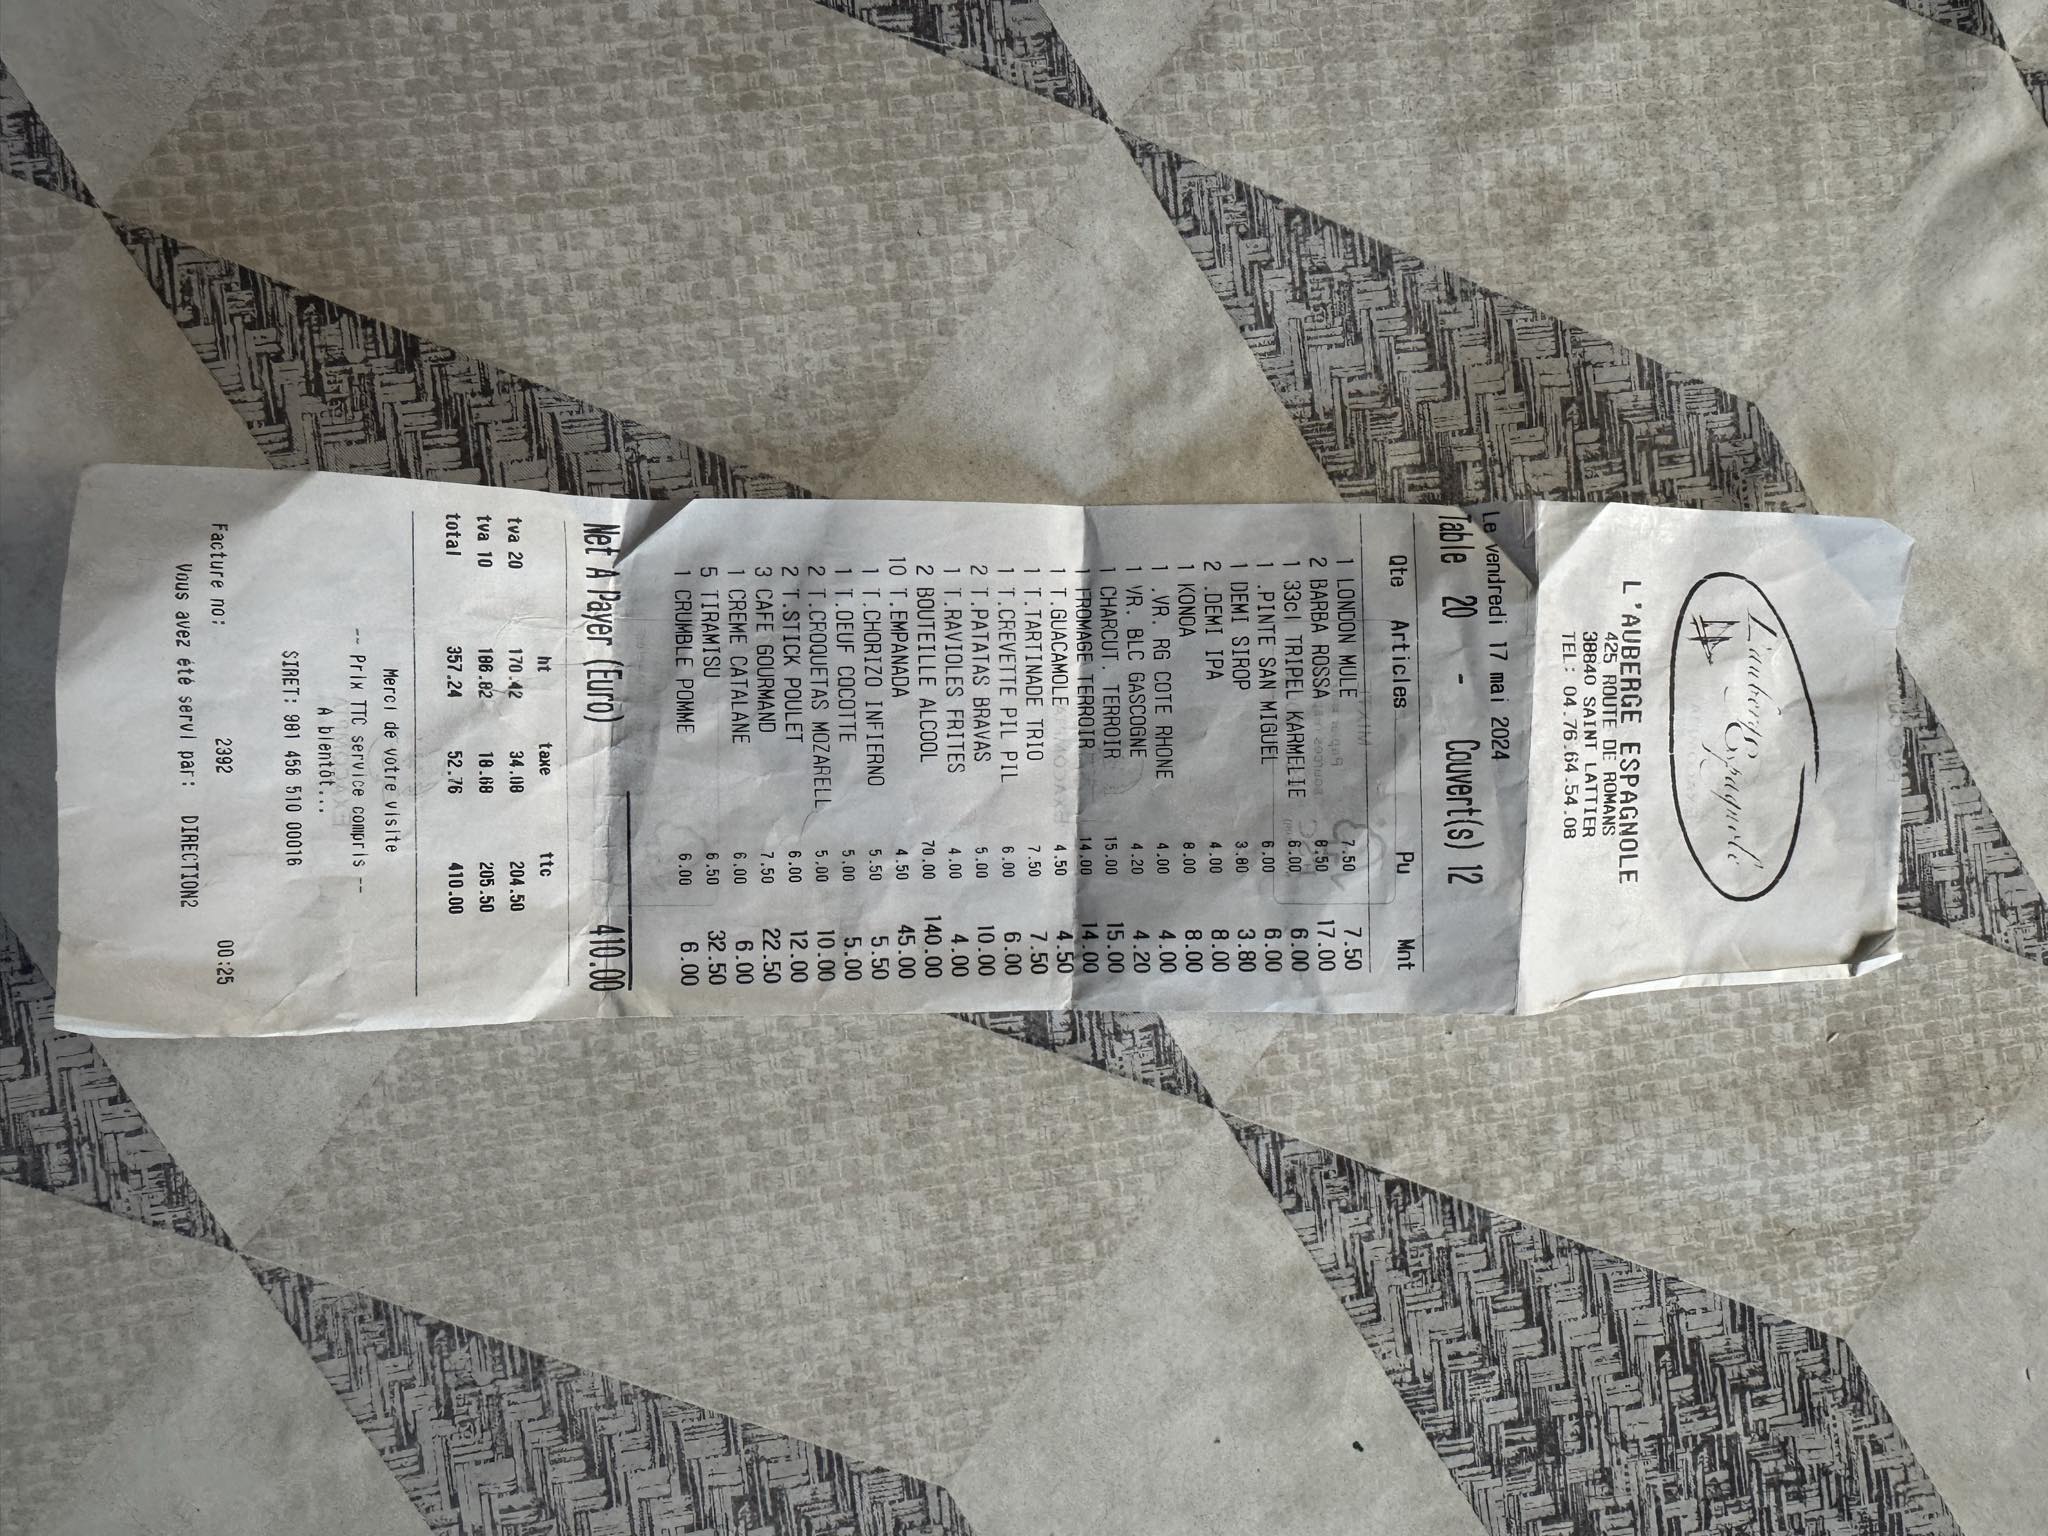 L'auberge Espagnole
L'AUBERGE ESPAGNOLE
425 ROUTE DE ROMANS
38840 SAINT LATTIER
TEL: 04.76.64.54.08
Le vendredi 17 mai 2024
Table 20 - Couvert(s) 12
Qte Articles Pu Mnt
1 LONDON MULE 7.50 7.50
2 BARBA ROSSA 8.50 17.00
1 33cl TRIPEL KARMELIE 6.00 6.00
1 .PINTE SAN MIGUEL 6.00 6.00
1 DEMI SIROP 3.80 3.80
2 .DEMI IPA 4.00 8.00
1 KONDA 8.00 8.00
1 .VR. RG COTE RHONE 4.00 4.00
1 VR. BLC GASCOGNE 4.20 4.20
1 CHARCUT. TERROIR 15.00 15.00
1 FROMAGE TERROIR 14.00 14.00
1 T.GUACAMOLE 4.50 4.50
1 T.TARTINADE TRIO 7.50 7.50
1 T.CREVETTE PIL PIL 6.00 6.00
2 T.PATATAS BRAVAS 5.00 10.00
1 T.RAVIOLES FRITES 4.00 4.00
2 BOUTEILLE ALCOOL 70.00 140.00
10 T.EMPANADA 4.50 45.00
1 T.CHORIZO INFIERNO 5.50 5.50
1 T.OEUF COCOTTE 5.00 5.00
2 T.CROQUETAS MOZARELL 5.00 10.00
2 T.STICK POULET 6.00 12.00
3 CAFE GOURMAND 7.50 22.50
1 CREME CATALANE 6.00 6.00
5 TIRAMISU 6.50 32.50
1 CRUMBLE POMME 6.00 6.00
Net A Payer (Euro) 410.00
ht taxe ttc
tva 20 170.42 34.08 204.50
tva 10 186.82 18.68 205.50
total 357.24 52.76 410.00
Merci de votre visite
-- Prix TTC service compris --
A bientôt...
SIRET: 981 456 510 00016
Facture no: 2392 00:25
Vous avez été servi par: DIRECTION2